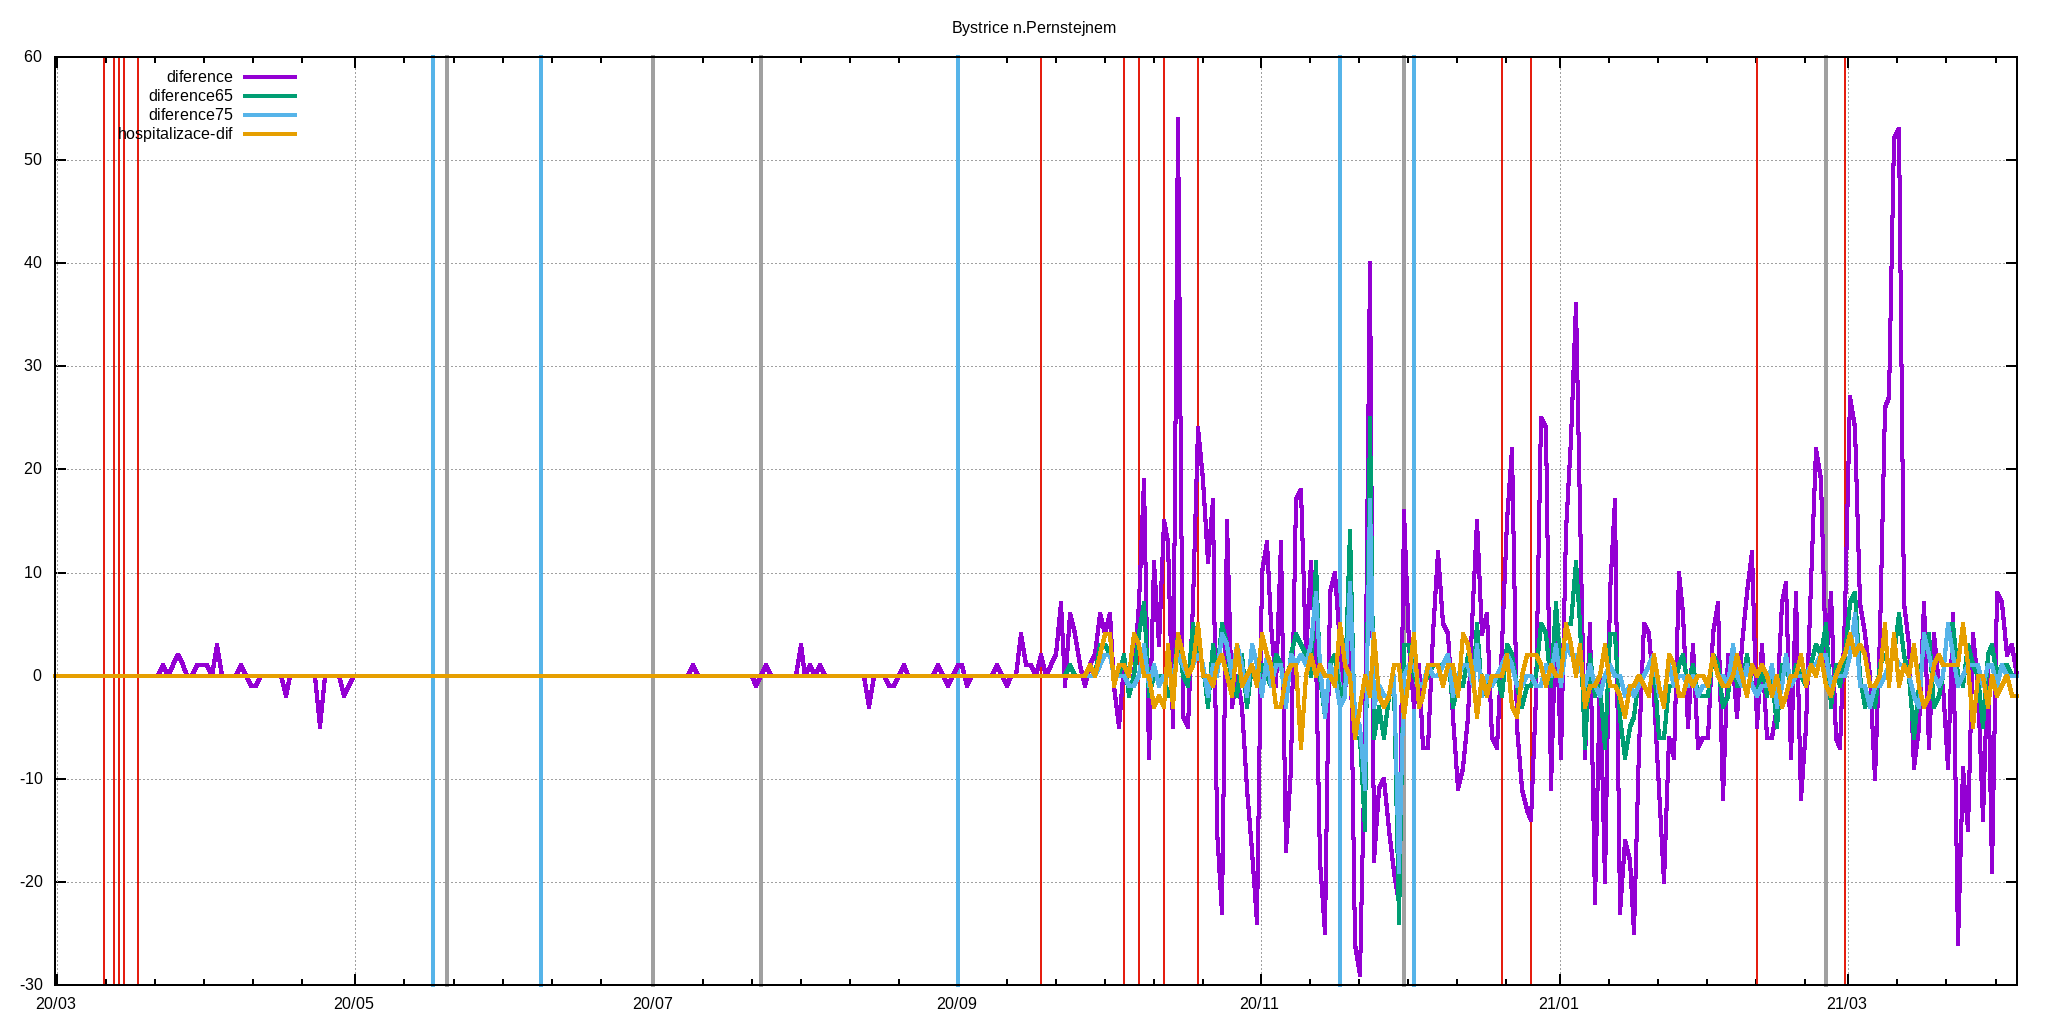 Bystrice n.Pernstejnem
60
50
40
30
20
10
0
-10
-20
-30
diference
diference65
diference75
hospitalizace-dif
20/03 20/05 20/07 20/09 20/11 21/01 21/03